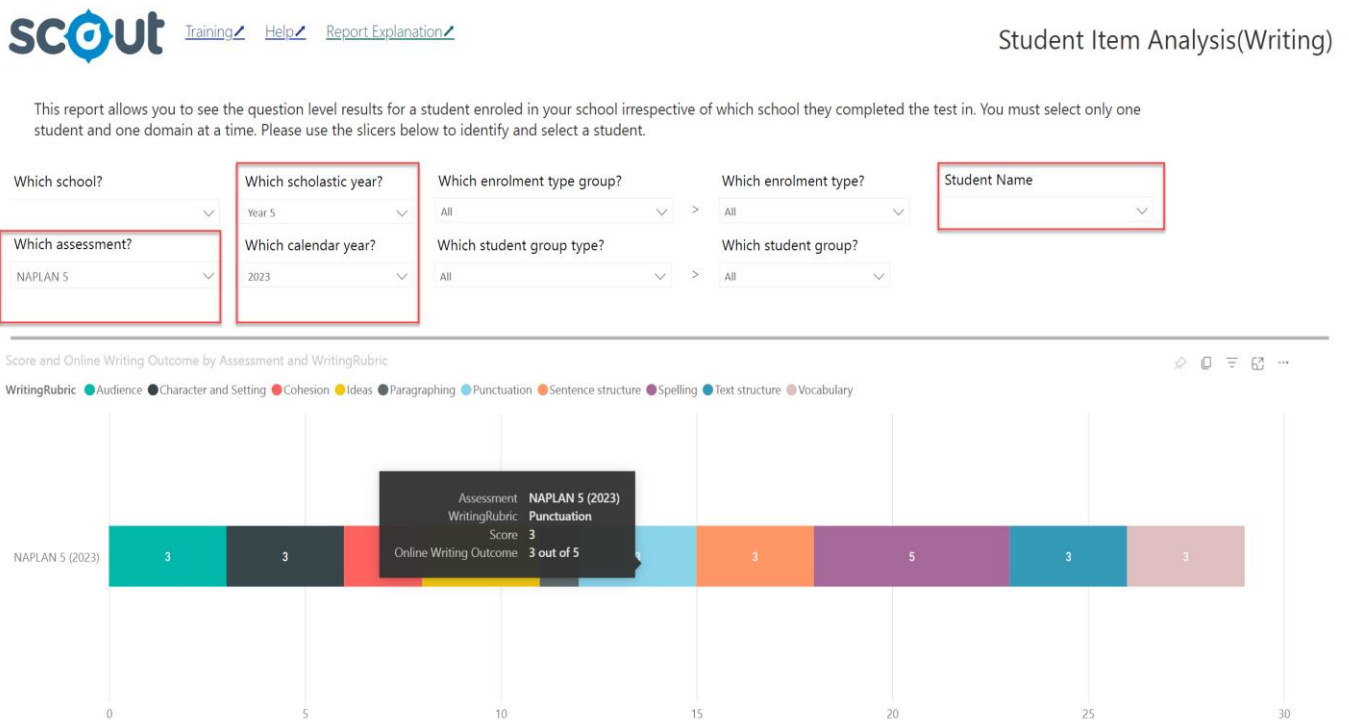 scout Training Help Report Explanation
Student Item Analysis(Writing)
This report allows you to see the question level results for a student enroled in your school irrespective of which school they completed the test in. You must select only one
student and one domain at a time. Please use the slicers below to identify and select a student.
Which school? Which scholastic year? Which enrolment type group? Which enrolment type? Student Name
Year 5 All > All
Which assessment? Which calendar year? Which student group type? Which student group?
NAPLAN 5 2023 All > All
Score and Online Writing Outcome by Assessment and WritingRubric
WritingRubric Audience Character and Setting Cohesion Ideas Paragraphing Punctuation Sentence structure Spelling Text structure Vocabulary
Assessment NAPLAN 5 (2023)
WritingRubric Punctuation
Score 3
Online Writing Outcome 3 out of 5
NAPLAN 5 (2023) 3 3 3 5 3 3
0 5 10 15 20 25 30